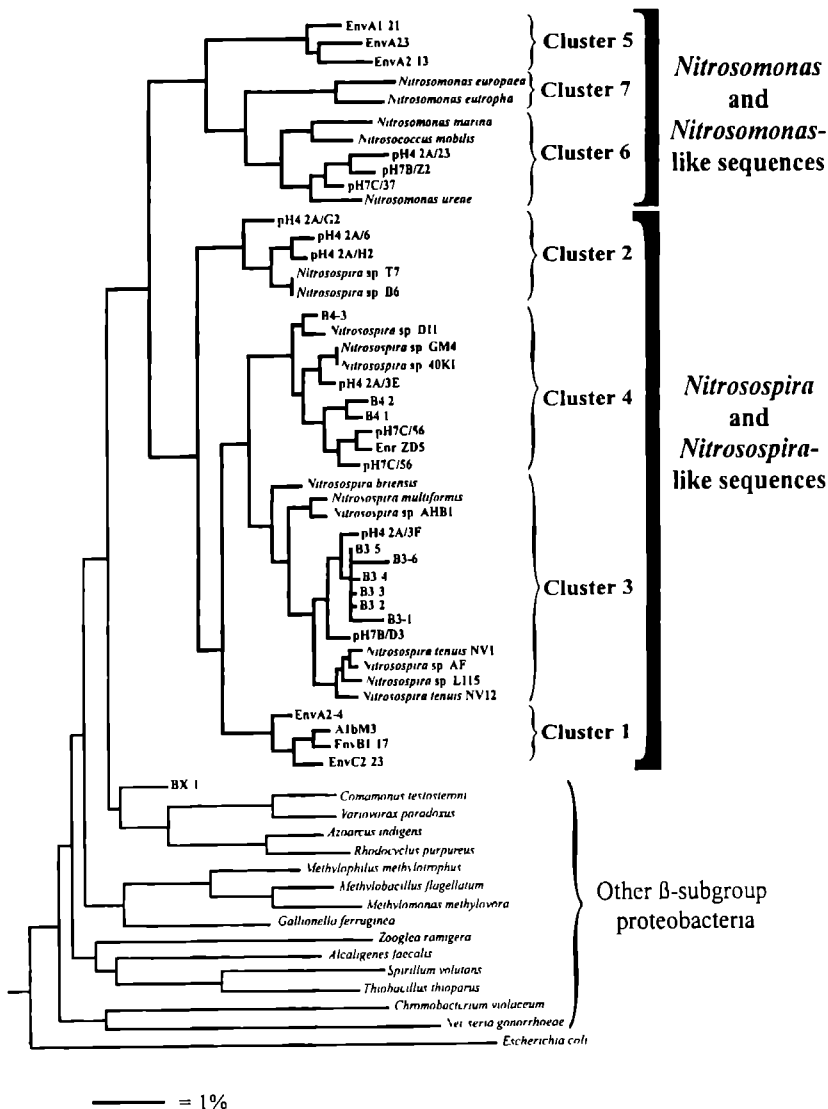 EnvA1 21
EnvA23
EnvA2 13
Cluster 5
Nitrosomonas europaea
Nitrosomonas eutropha
Cluster 7
Nitrosomonas marina
Nitrosococcus mobilis
pH4 2A/23
pH7B/Z2
pH7C/37
Nitrosomonas ureae
Cluster 6
Nitrosomonas
and
Nitrosomonas-
like sequences
pH4 2A/G2
pH4 2A/6
pH4 2A/H2
Nitrosospira sp T7
Nitrosospira sp B6
Cluster 2
B4-3
Nitrosospira sp D11
Nitrosospira sp GM4
Nitrosospira sp 40KI
pH4 2A/3E
B4 2
B4 1
pH7C/56
Enr ZD5
pH7C/56
Cluster 4
Nitrosospira briensis
Nitrosospira multiformis
Nitrosospira sp AHB1
pH4 2A/3F
B3 5
B3-6
B3 4
B3 3
B3 2
B3-1
pH7B/D3
Nitrosospira tenuis NV1
Nitrosospira sp AF
Nitrosospira sp L115
Nitrosospira tenuis NV12
Cluster 3
EnvA2-4
A1bM3
EnvB1 17
EnvC2 23
Cluster 1
Nitrosospira
and
Nitrosospira-
like sequences
BX 1
Comamonas testosteroni
Variovorax paradoxus
Azoarcus indigens
Rhodocyclus purpureus
Methylophilus methylotrophus
Methylobacillus flagellatum
Methylomonas methylovora
Gallionella ferruginea
Zooglea ramigera
Alcaligenes faecalis
Spirillum volutans
Thiobacillus thioparus
Chromobacterium violaceum
Neisseria gonorrhoeae
Other ß-subgroup
proteobacteria
Escherichia coli
= 1%